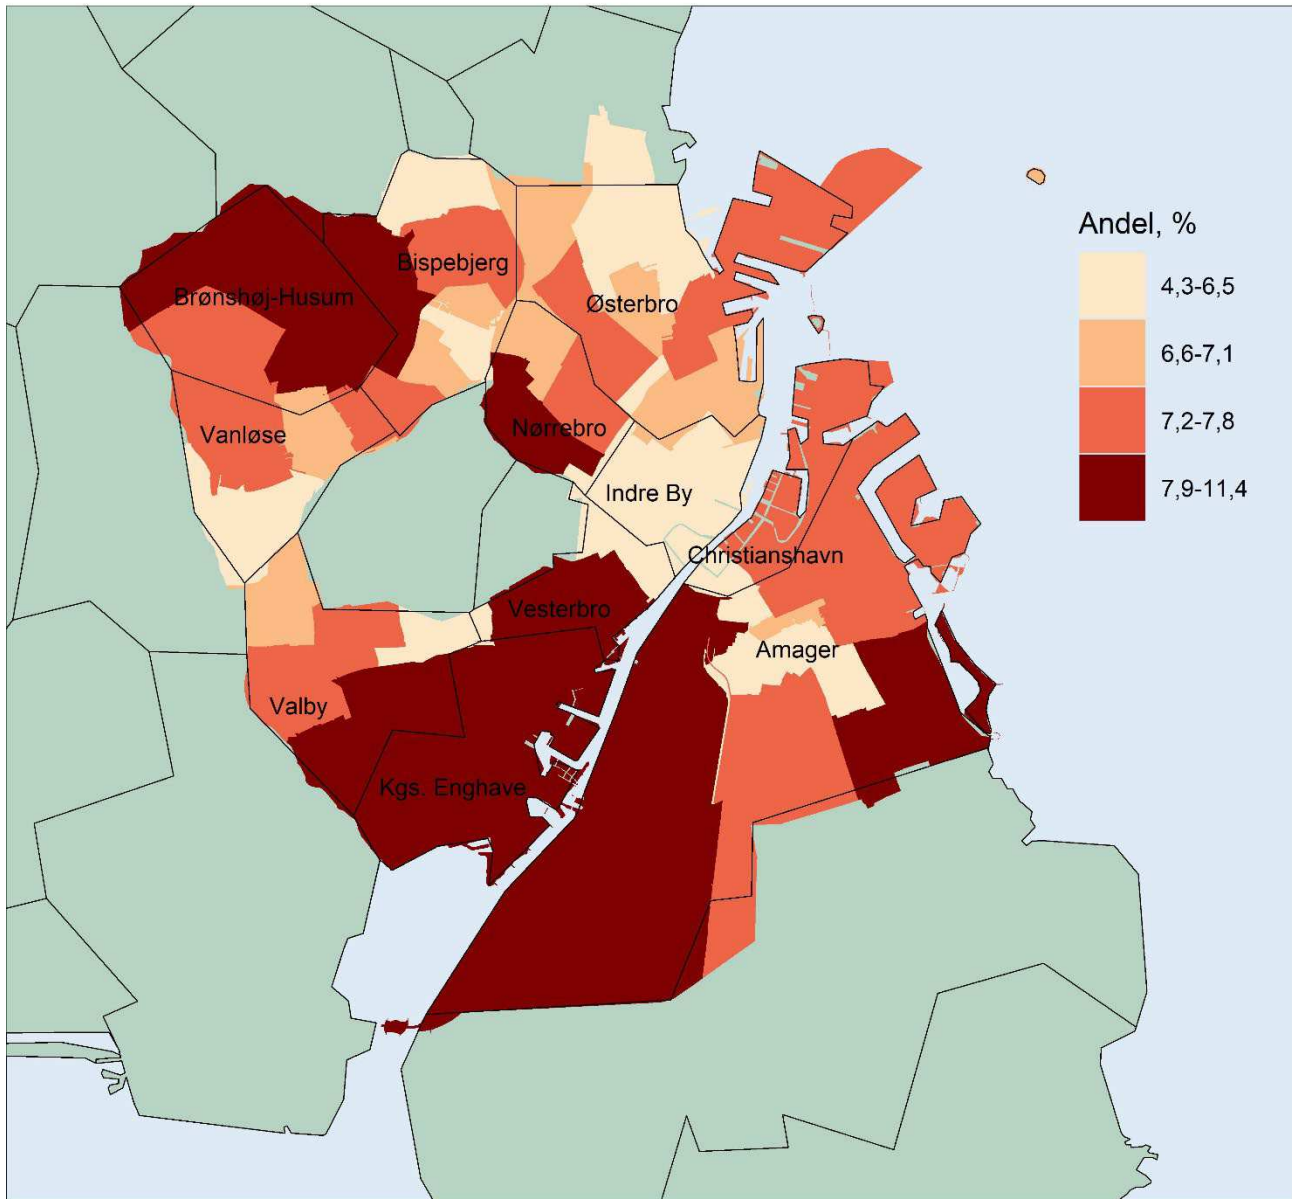 Andel, %
4,3-6,5
6,6-7,1
7,2-7,8
7,9-11,4
Bispebjerg
Brønshøj-Husum
Østerbro
Vanløse
Nørrebro
Indre By
Christianshavn
Vesterbro
Amager
Valby
Kgs. Enghave